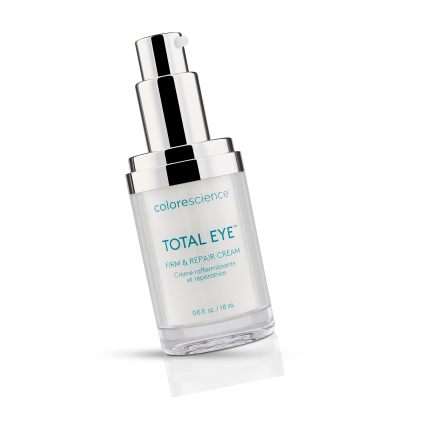 colorescience®
TOTAL EYE™
FIRM & REPAIR CREAM
Crème raffermissante
et réparatrice
0.6 fl. oz. / 18 mL